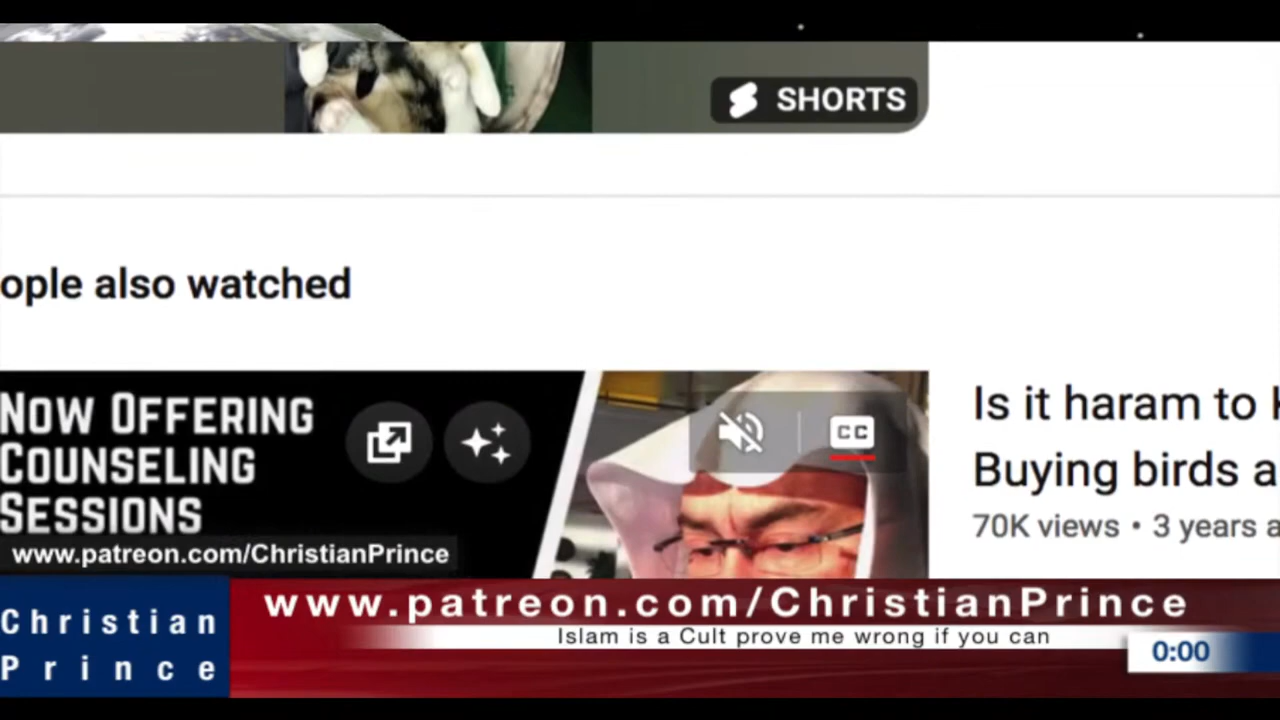 SHORTS
ople also watched
NOW OFFERING
COUNSELING
SESSIONS
CC
Is it haram to
Buying birds a
70K views • 3 years a
www.patreon.com/ChristianPrince
www.patreon.com/ChristianPrince
Islam is a Cult prove me wrong if you can
Christian
Prince
0:00